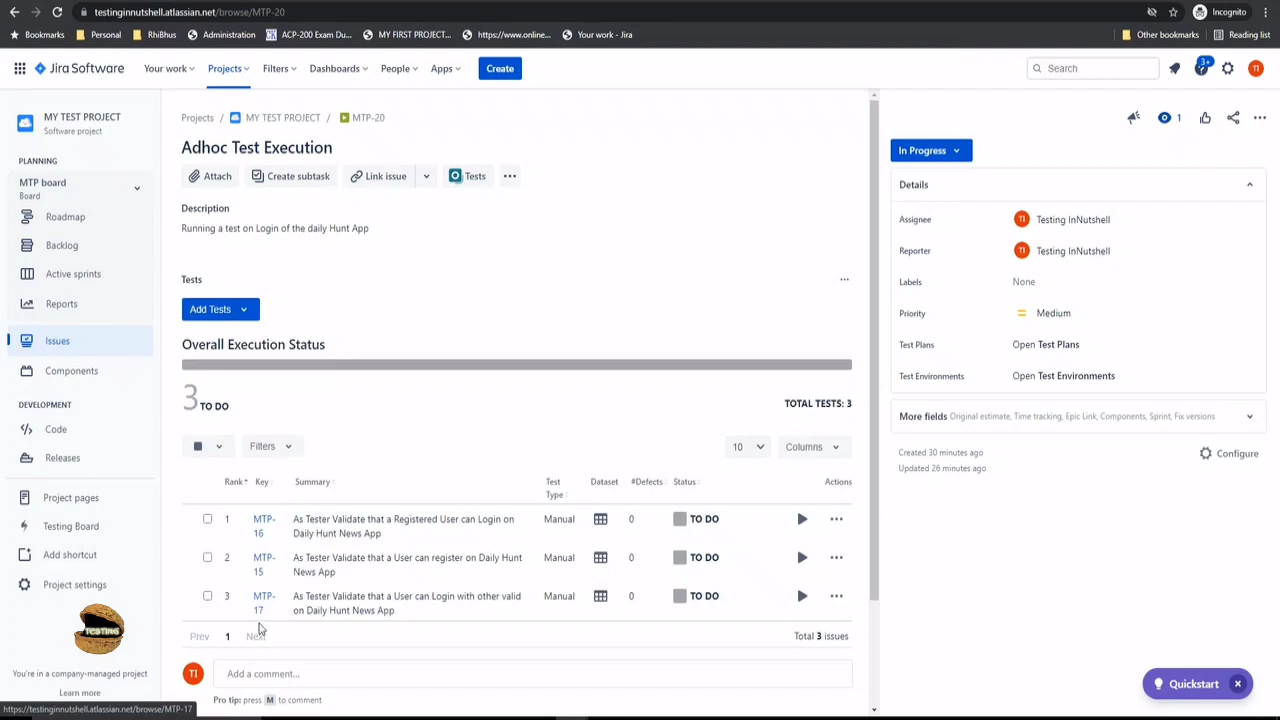 testinginnutshell.atlassian.net/browse/MTP-20
Incognito
Bookmarks
Personal
RhiBhus
Administration
ACP-200 Exam Du...
MY FIRST PROJECT...
https://www.online...
Your work - Jira
Other bookmarks
Reading list
Jira Software
Your work
Projects
Filters
Dashboards
People
Apps
Create
Search
3+
TI
MY TEST PROJECT
Software project
PLANNING
MTP board
Board
Roadmap
Backlog
Active sprints
Reports
Issues
Components
DEVELOPMENT
Code
Releases
Project pages
Testing Board
Add shortcut
Project settings
TESTING
You're in a company-managed project
Learn more
https://testinginnutshell.atlassian.net/browse/MTP-17
Projects / MY TEST PROJECT / MTP-20
Adhoc Test Execution
Attach
Create subtask
Link issue
Tests
Description
Running a test on Login of the daily Hunt App
Tests
Add Tests
Overall Execution Status
3 TO DO
TOTAL TESTS: 3
Filters
10
Columns
Rank Key Summary Test Type Dataset #Defects Status Actions
1 MTP-16 As Tester Validate that a Registered User can Login on Daily Hunt News App Manual 0 TO DO
2 MTP-15 As Tester Validate that a User can register on Daily Hunt News App Manual 0 TO DO
3 MTP-17 As Tester Validate that a User can Login with other valid on Daily Hunt News App Manual 0 TO DO
Prev 1 Next
Total 3 issues
TI
Add a comment...
Pro tip: press M to comment
1
In Progress
Details
Assignee
TI Testing InNutshell
Reporter
TI Testing InNutshell
Labels
None
Priority
Medium
Test Plans
Open Test Plans
Test Environments
Open Test Environments
More fields Original estimate, Time tracking, Epic Link, Components, Sprint, Fix versions
Created 30 minutes ago
Updated 26 minutes ago
Configure
Quickstart